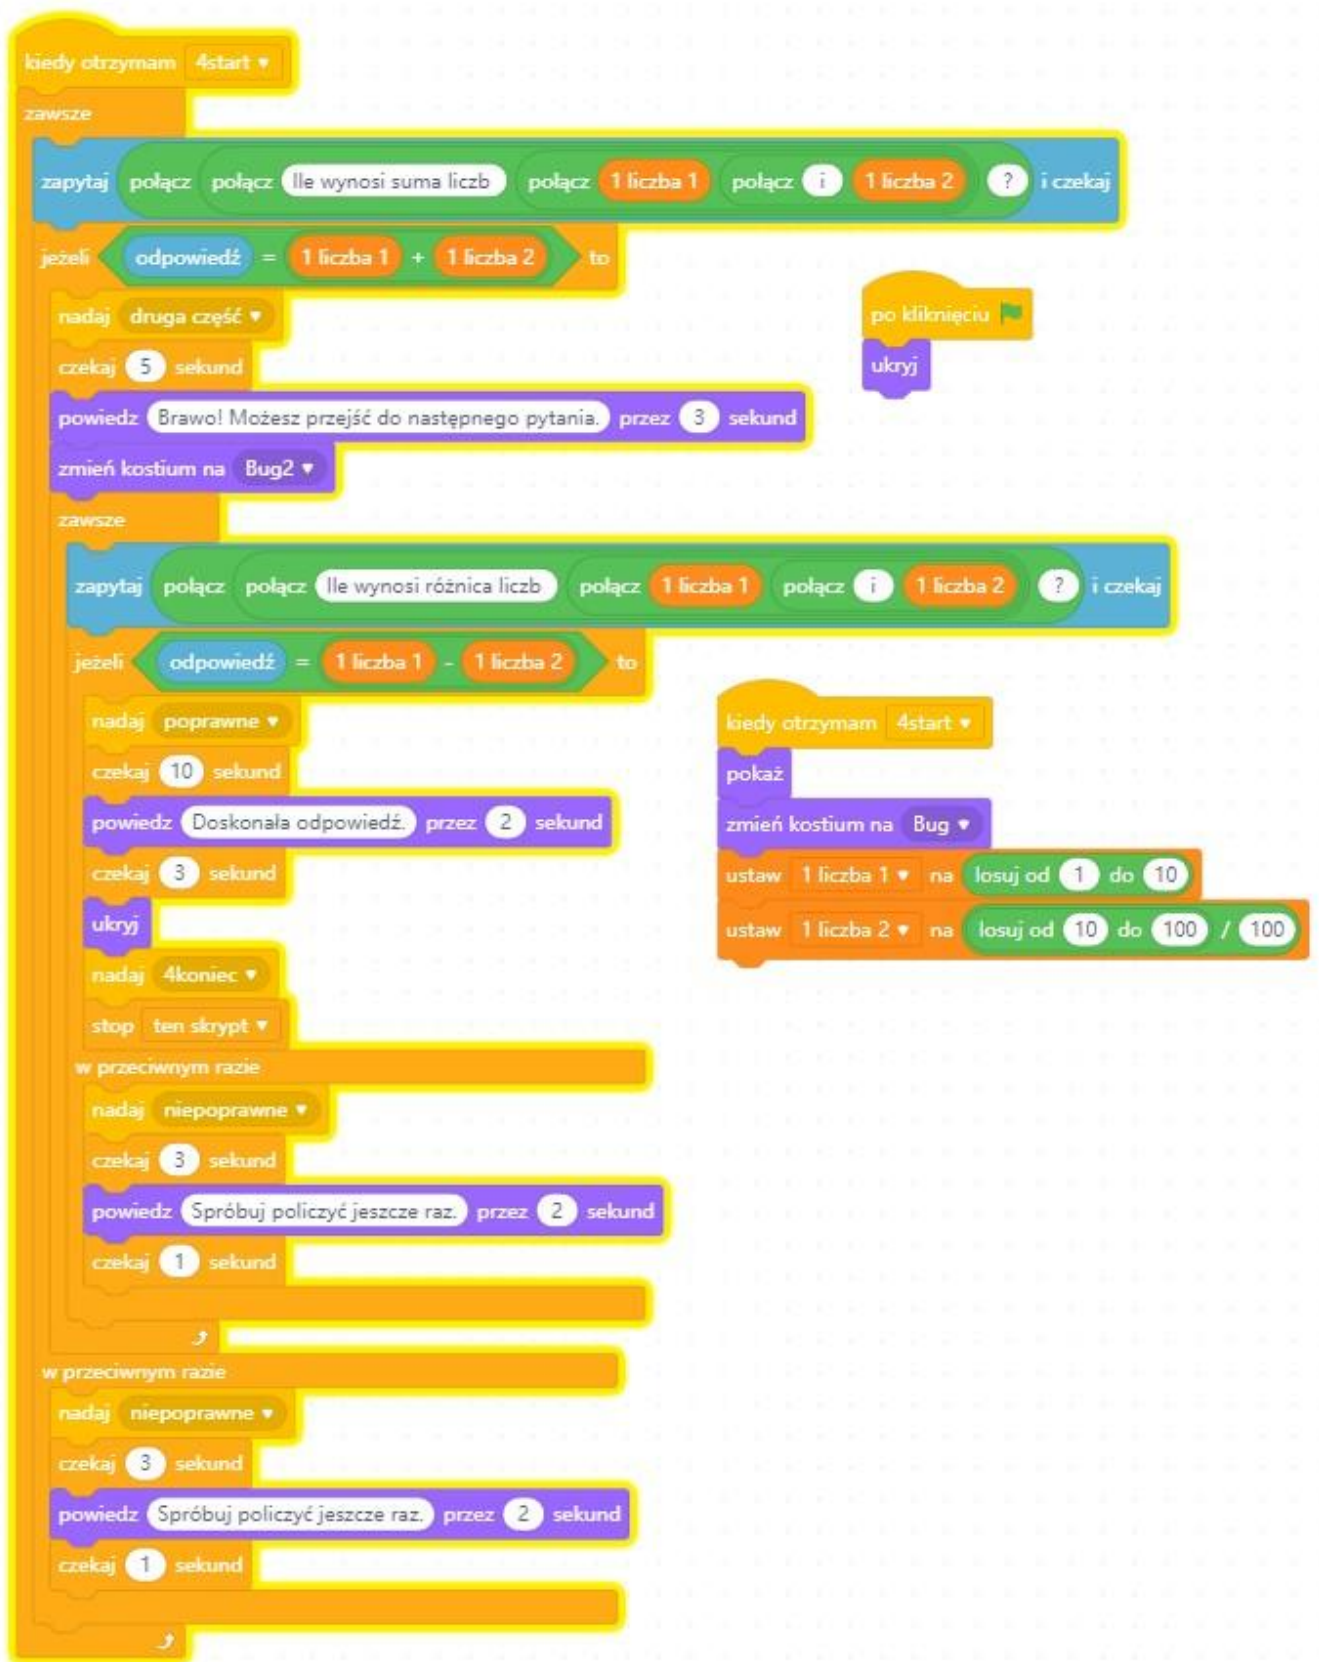 kiedy otrzymam 4start
zawsze
zapytaj połącz połącz Ile wynosi suma liczb połącz 1 liczba 1 połącz i 1 liczba 2 ? i czekaj
jeżeli odpowiedź = 1 liczba 1 + 1 liczba 2 to
nadaj druga część
czekaj 5 sekund
powiedz Brawo! Możesz przejść do następnego pytania. przez 3 sekund
zmień kostium na Bug2
zawsze
zapytaj połącz połącz Ile wynosi różnica liczb połącz 1 liczba 1 połącz i 1 liczba 2 ? i czekaj
jeżeli odpowiedź = 1 liczba 1 - 1 liczba 2 to
nadaj poprawne
czekaj 10 sekund
powiedz Doskonała odpowiedź. przez 2 sekund
czekaj 3 sekund
ukryj
nadaj 4koniec
stop ten skrypt
w przeciwnym razie
nadaj niepoprawne
czekaj 3 sekund
powiedz Spróbuj policzyć jeszcze raz. przez 2 sekund
czekaj 1 sekund
w przeciwnym razie
nadaj niepoprawne
czekaj 3 sekund
powiedz Spróbuj policzyć jeszcze raz. przez 2 sekund
czekaj 1 sekund
po kliknięciu
ukryj
kiedy otrzymam 4start
pokaż
zmień kostium na Bug
ustaw 1 liczba 1 na losuj od 1 do 10
ustaw 1 liczba 2 na losuj od 10 do 100 / 100